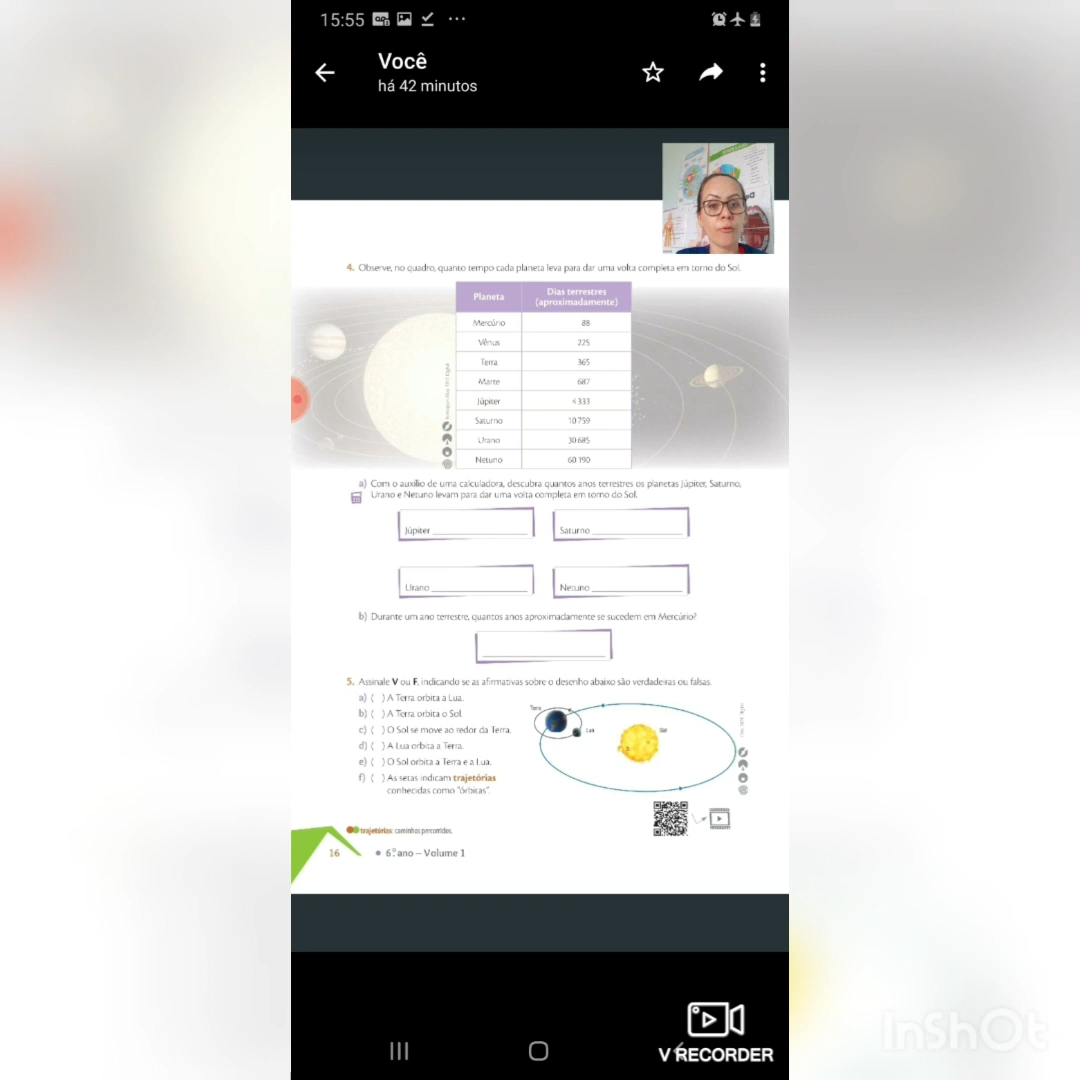 15:55
Você
há 42 minutos
4. Observe, no quadro, quanto tempo cada planeta leva para dar uma volta completa em torno do Sol.
Planeta Dias terrestres (aproximadamente)
Mercúrio 88
Vênus 225
Terra 365
Marte 687
Júpiter 4 333
Saturno 10 759
Urano 30 685
Netuno 60 190
a) Com o auxílio de uma calculadora, descubra quantos anos terrestres os planetas Júpiter, Saturno,
Urano e Netuno levam para dar uma volta completa em torno do Sol.
Júpiter Saturno
Urano Netuno
b) Durante um ano terrestre, quantos anos aproximadamente se sucedem em Mercúrio?
5. Assinale V ou F, indicando se as afirmativas sobre o desenho abaixo são verdadeiras ou falsas.
a) ( ) A Terra orbita a Lua.
b) ( ) A Terra orbita o Sol.
c) ( ) O Sol se move ao redor da Terra.
d) ( ) A Lua orbita a Terra.
e) ( ) O Sol orbita a Terra e a Lua.
f) ( ) As setas indicam trajetórias
conhecidas como "órbitas".
Terra
Lua
Sol
trajetórias: caminhos percorridos.
16 • 6º. ano – Volume 1
V RECORDER
InShOt